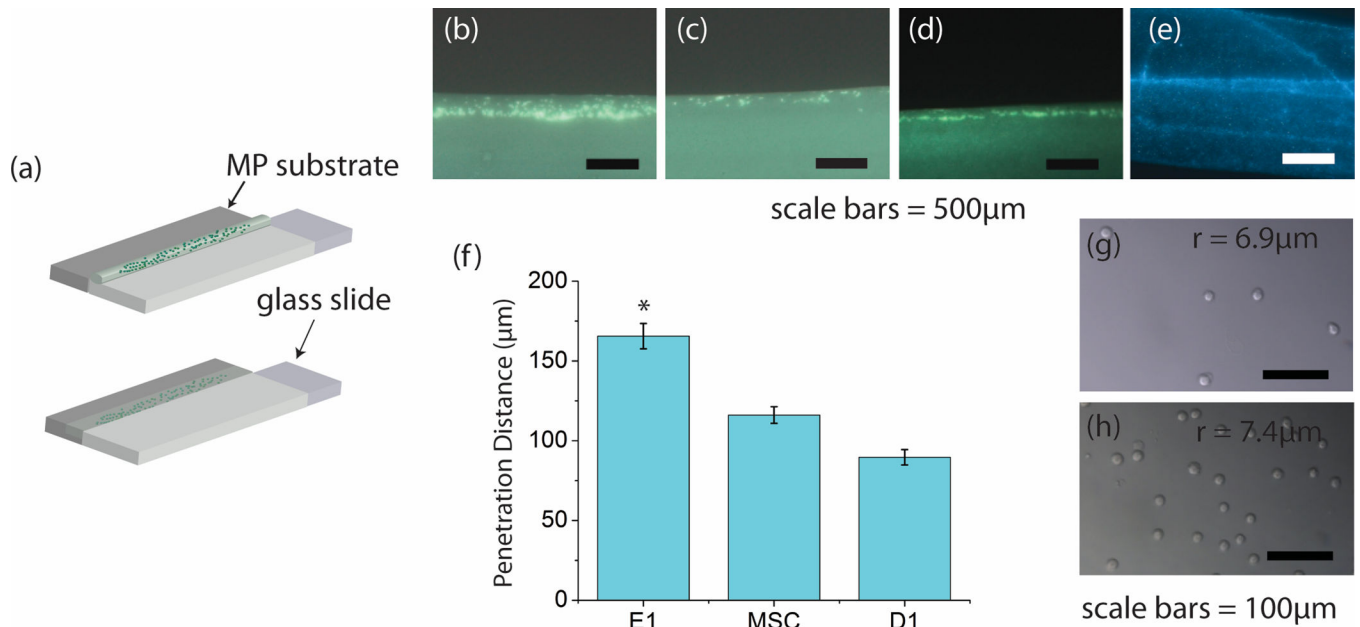 (a)
MP substrate
glass slide
(b)
(c)
(d)
(e)
scale bars = 500µm
(f)
Penetration Distance (µm)
200
150
100
50
0
*
MSC
D1
(g)
r = 6.9µm
(h)
r = 7.4µm
scale bars = 100µm